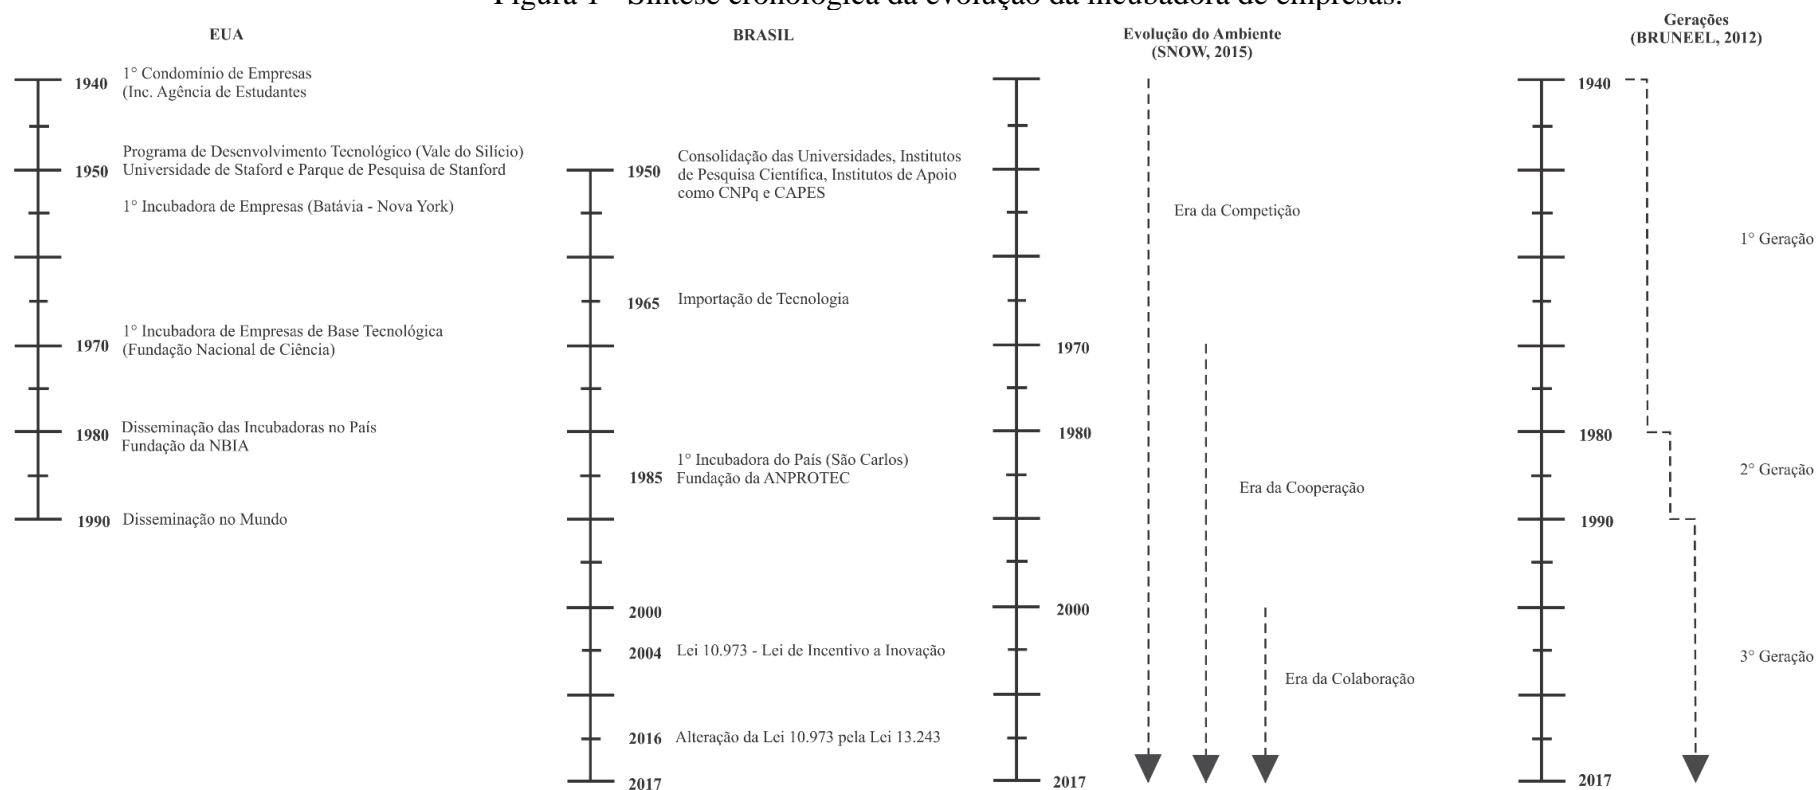 Figura 1 - Síntese cronológica da evolução da incubadora de empresas.
EUA
1940
1° Condomínio de Empresas
(Inc. Agência de Estudantes
Programa de Desenvolvimento Tecnológico (Vale do Silício)
1950
Universidade de Staford e Parque de Pesquisa de Stanford
1° Incubadora de Empresas (Batávia - Nova York)
1° Incubadora de Empresas de Base Tecnológica
1970
(Fundação Nacional de Ciência)
1980
Disseminação das Incubadoras no País
Fundação da NBIA
1990
Disseminação no Mundo
BRASIL
1950
Consolidação das Universidades, Institutos
de Pesquisa Científica, Institutos de Apoio
como CNPq e CAPES
1965
Importação de Tecnologia
1° Incubadora do País (São Carlos)
1985
Fundação da ANPROTEC
2000
2004
Lei 10.973 - Lei de Incentivo a Inovação
2016
Alteração da Lei 10.973 pela Lei 13.243
2017
Evolução do Ambiente
(SNOW, 2015)
Era da Competição
1970
1980
Era da Cooperação
2000
Era da Colaboração
2017
Gerações
(BRUNEEL, 2012)
1940
1° Geração
1980
2° Geração
1990
3° Geração
2017